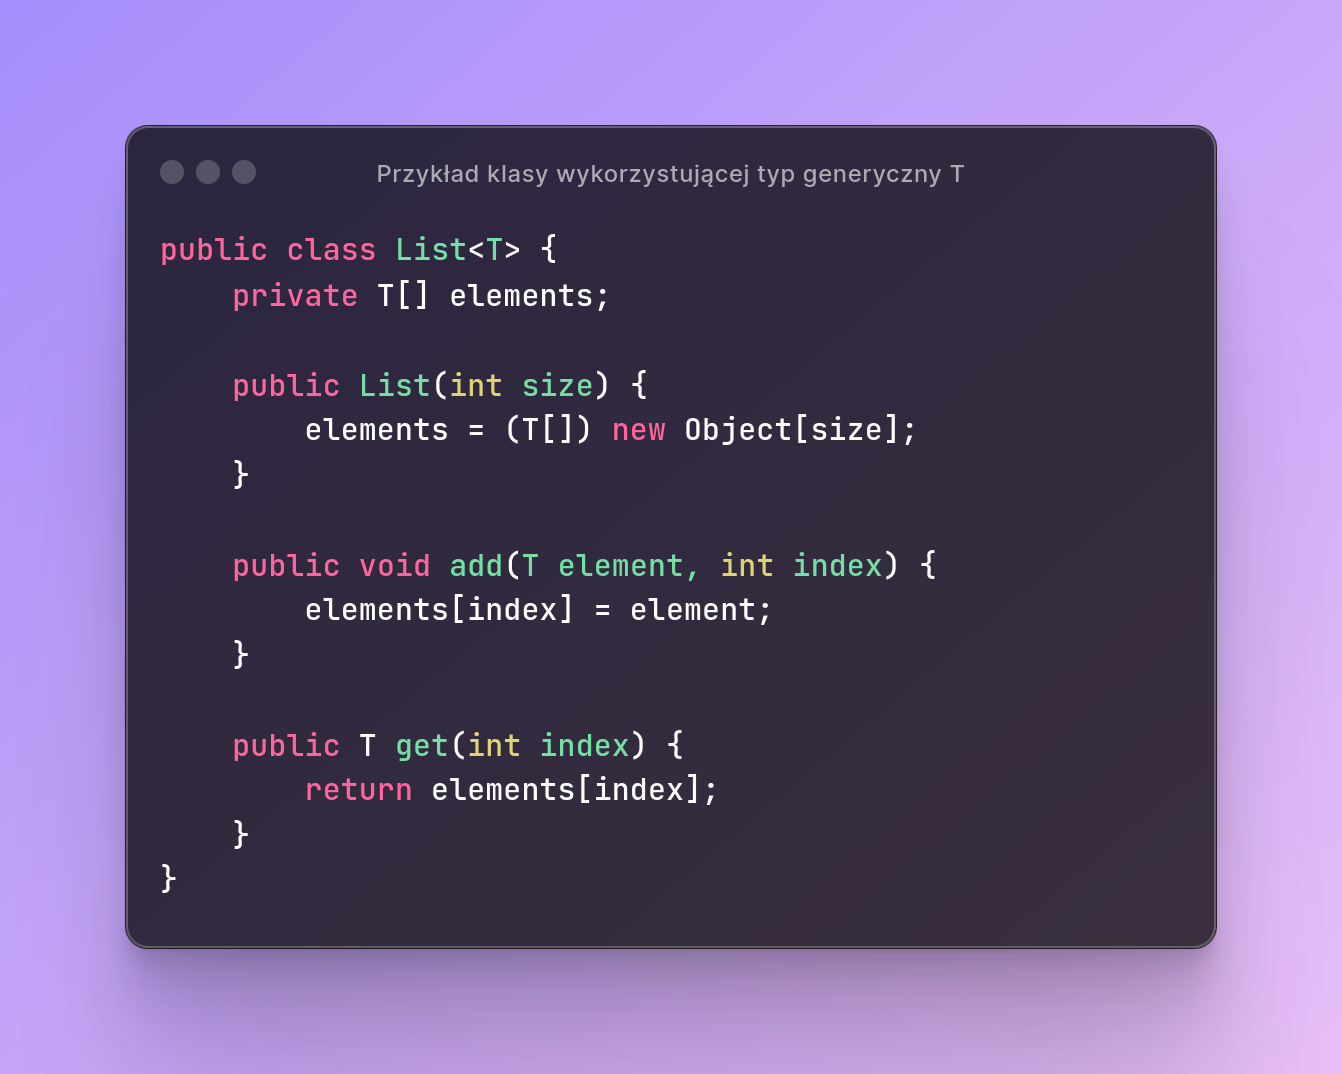 Przykład klasy wykorzystującej typ generyczny T
public class List<T> {
    private T[] elements;

    public List(int size) {
        elements = (T[]) new Object[size];
    }

    public void add(T element, int index) {
        elements[index] = element;
    }

    public T get(int index) {
        return elements[index];
    }
}